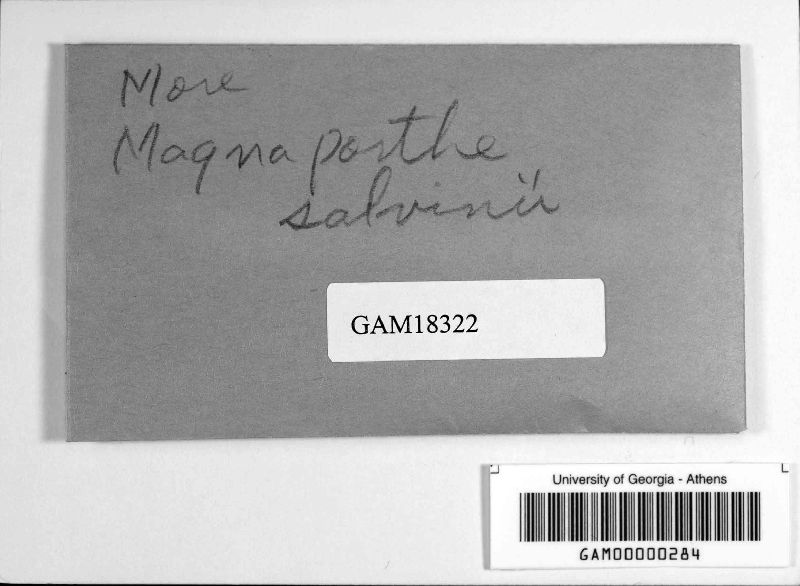 More
Magnaporthe
salvinii
GAM18322
University of Georgia - Athens
GAM00000284